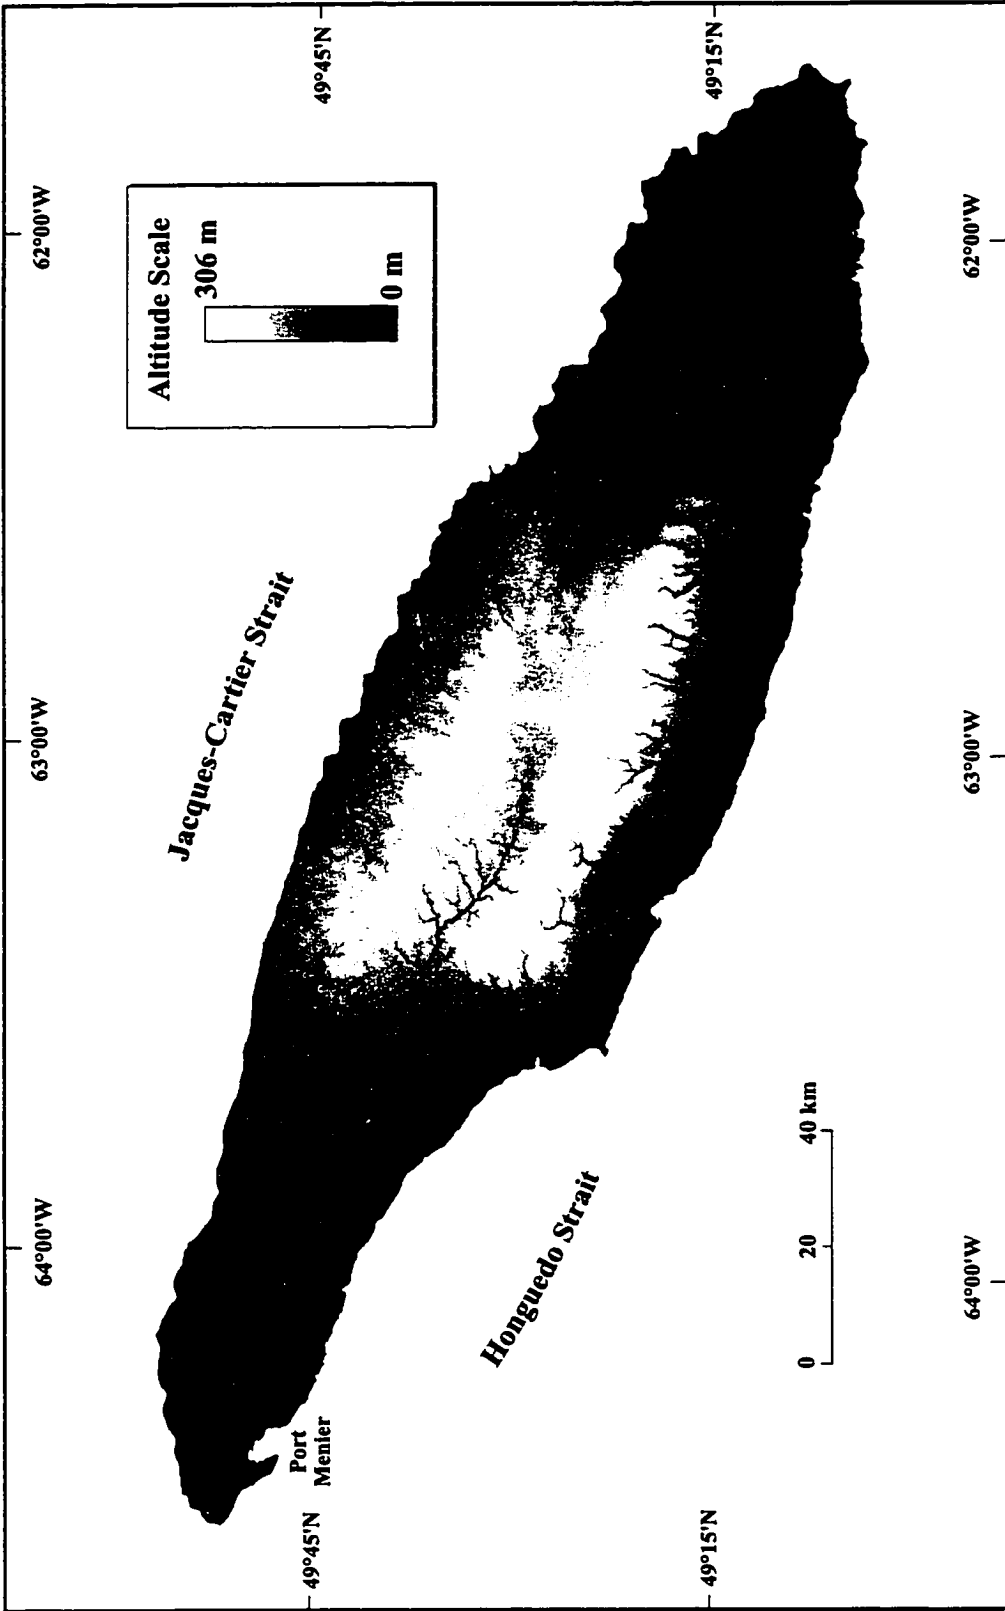 62°00'W
63°00'W
64°00'W
49°45'N
49°15'N
Altitude Scale
306 m
0 m
Jacques-Cartier Strait
Honguedo Strait
Port
Menier
0
20
40 km
49°45'N
49°15'N
64°00'W
63°00'W
62°00'W